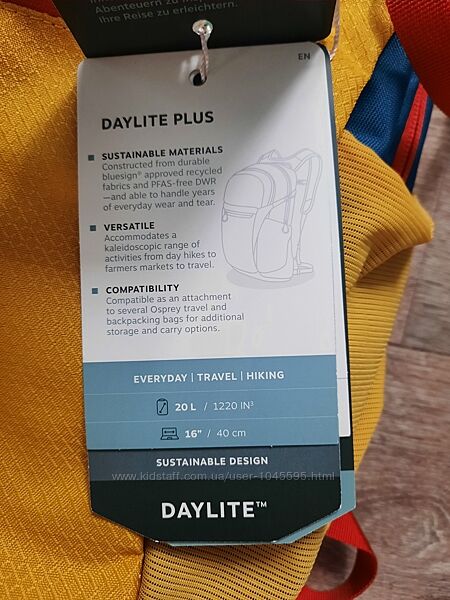 Abenteuern zu in
Ihre Reise zu erleichtern.
EN
DAYLITE PLUS
SUSTAINABLE MATERIALS
Constructed from durable
bluesign® approved recycled
fabrics and PFAS-free DWR
—and able to handle years
of everyday wear and tear.
VERSATILE
Accommodates a
kaleidoscopic range of
activities from day hikes to
farmers markets to travel.
COMPATIBILITY
Compatible as an attachment
to several Osprey travel and
backpacking bags for additional
storage and carry options.
EVERYDAY | TRAVEL | HIKING
20 L / 1220 IN³
16" / 40 cm
www.kidstaff.com.ua/user-1045595.html
SUSTAINABLE DESIGN
DAYLITE™